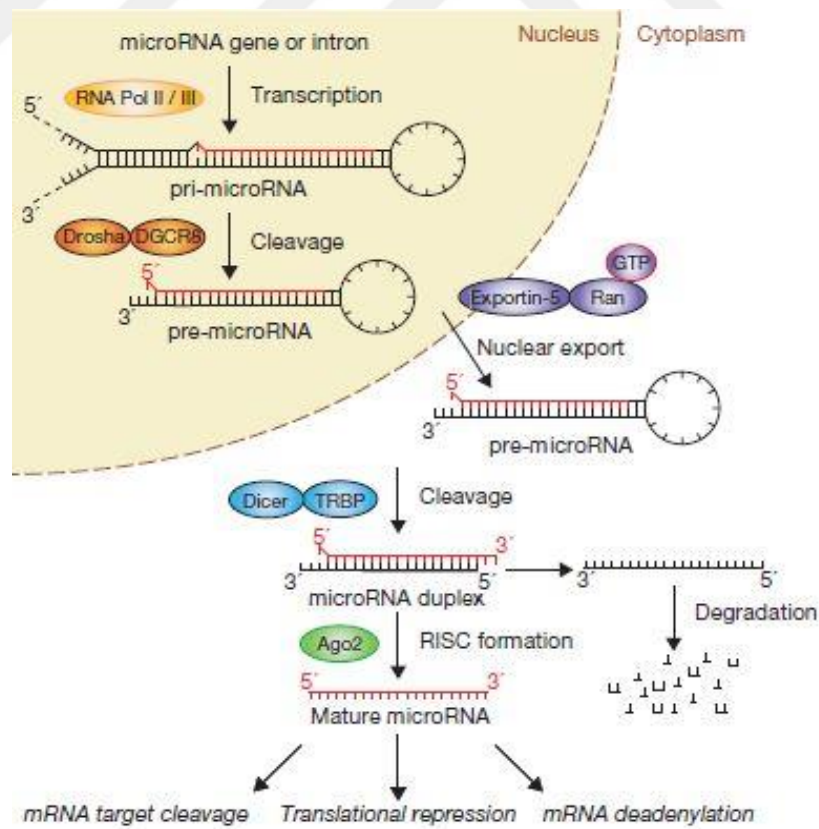 microRNA gene or intron
Nucleus
Cytoplasm
RNA Pol II / III
Transcription
5´
3´
pri-microRNA
Drosha
DGCR8
Cleavage
5´
3´
pre-microRNA
GTP
Exportin-5
Ran
Nuclear export
5´
3´
pre-microRNA
Dicer
TRBP
Cleavage
5´
3´
3´
5´
microRNA duplex
3´
5´
Degradation
Ago2
RISC formation
5´
3´
Mature microRNA
mRNA target cleavage
Translational repression
mRNA deadenylation